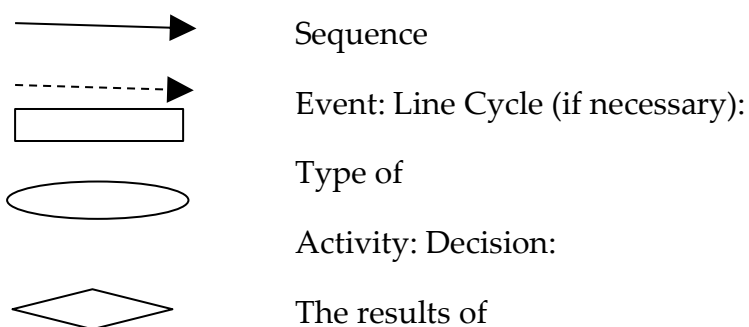 Sequence
Event: Line Cycle (if necessary):
Type of
Activity: Decision:
The results of